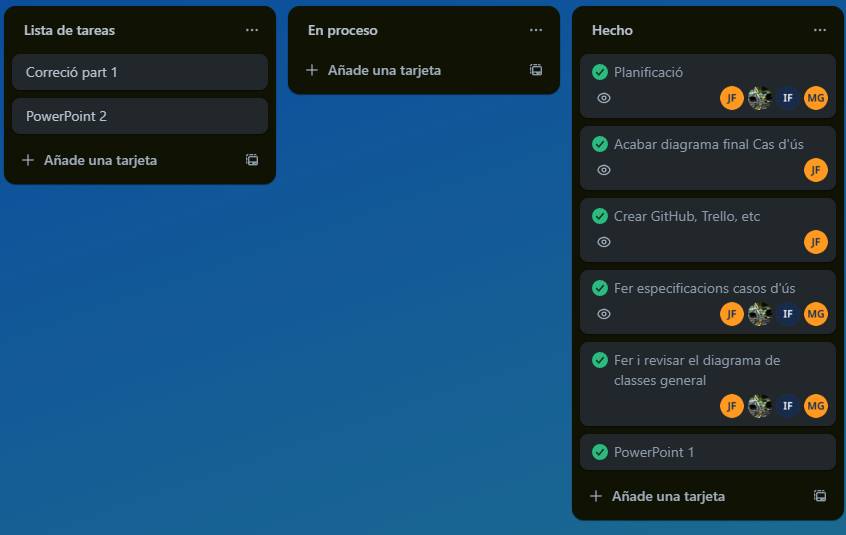 Lista de tareas
Correció part 1
PowerPoint 2
Añade una tarjeta
En proceso
Añade una tarjeta
Hecho
Planificació
JF IF MG
Acabar diagrama final Cas d'ús
JF
Crear GitHub, Trello, etc
JF
Fer especificacions casos d'ús
JF IF MG
Fer i revisar el diagrama de
classes general
JF IF MG
PowerPoint 1
Añade una tarjeta